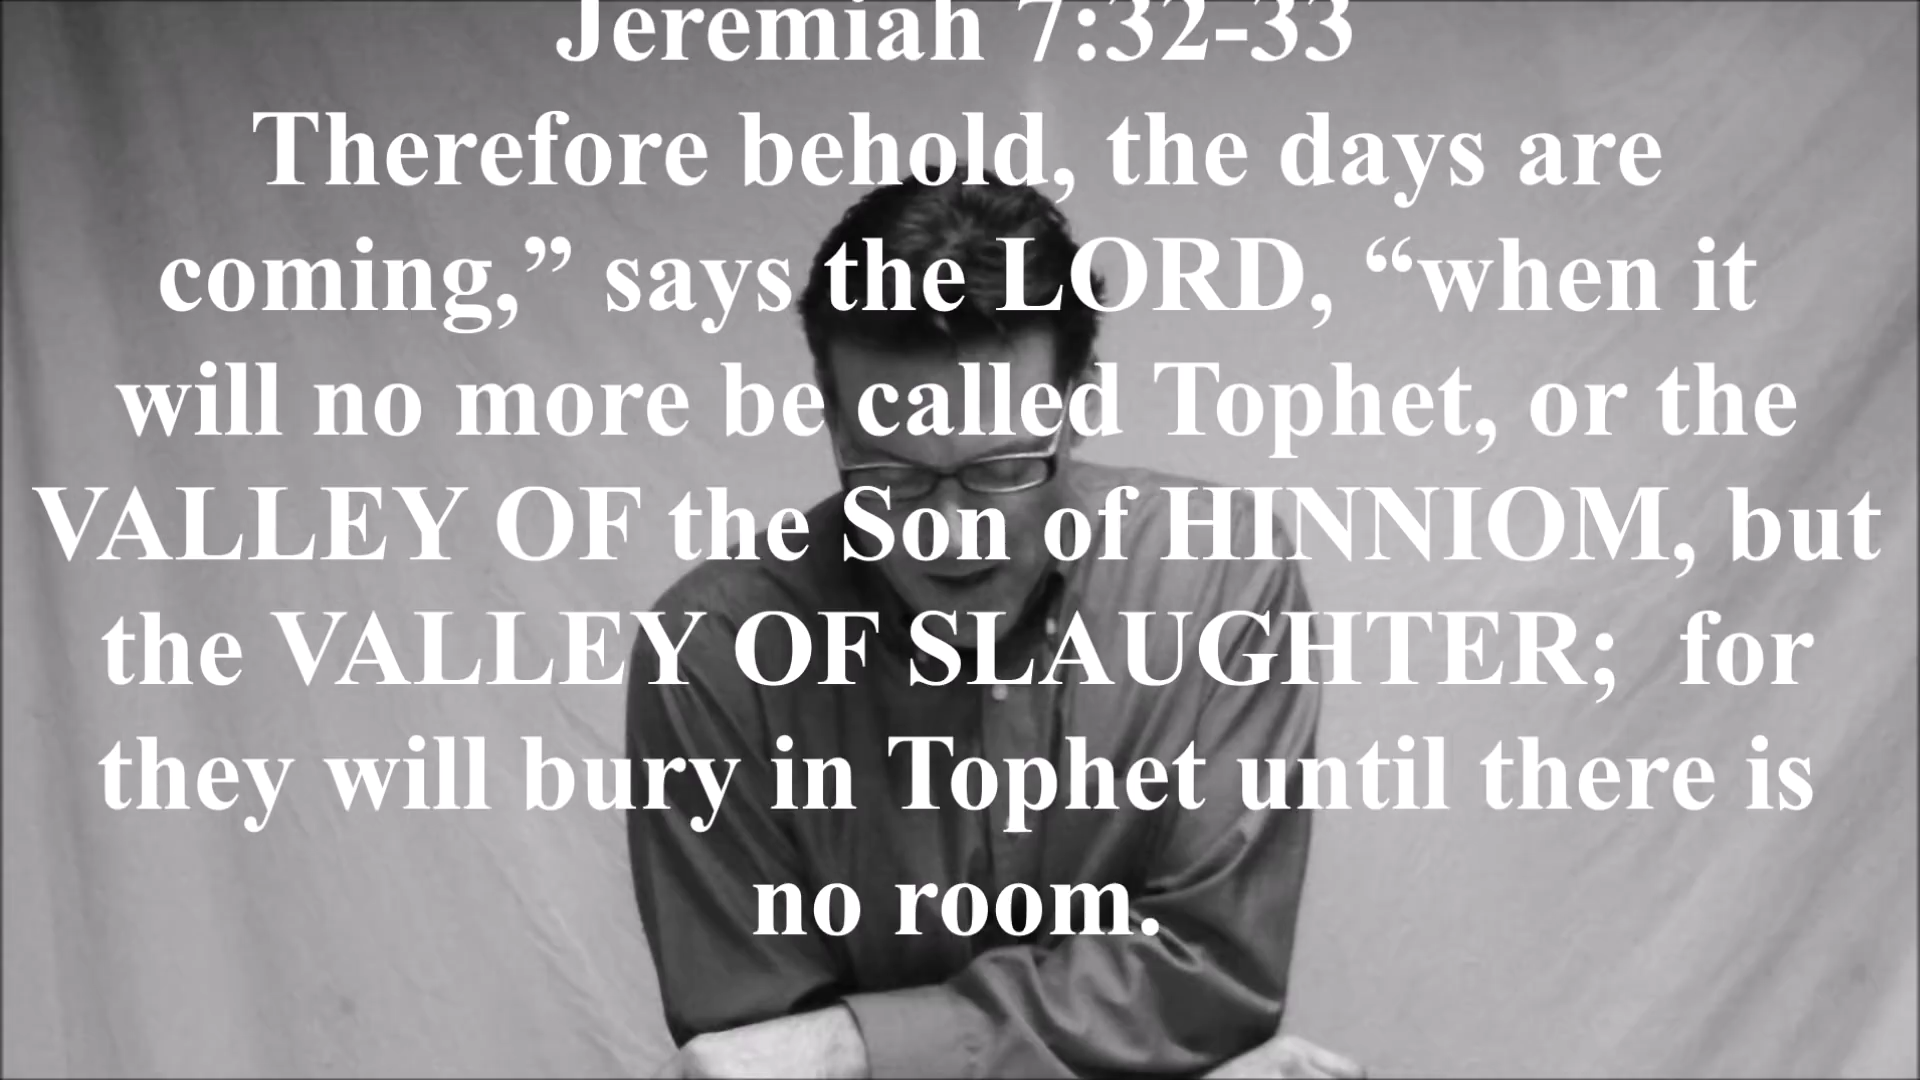 Jeremiah 7:32-33
Therefore behold, the days are
coming,” says the LORD, “when it
will no more be called Tophet, or the
VALLEY OF the Son of HINNIOM, but
the VALLEY OF SLAUGHTER;  for
they will bury in Tophet until there is
no room.